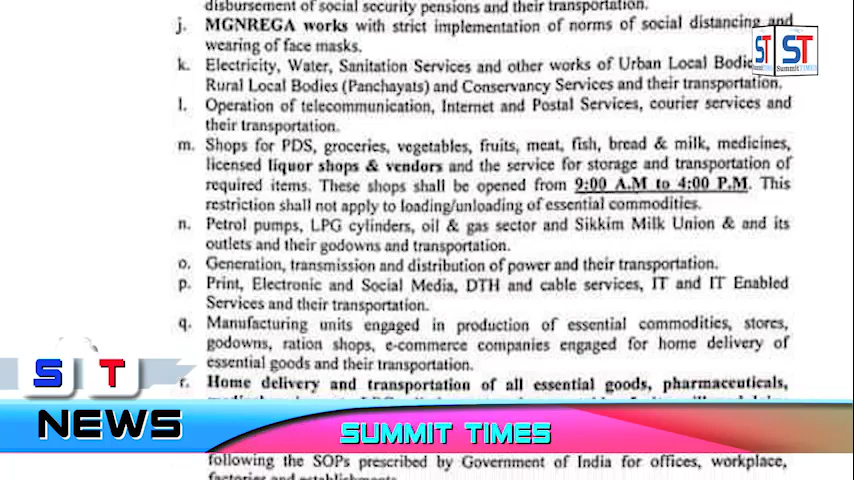 disbursement of social security pensions and their transportation.
j. MGNREGA works with strict implementation of norms of social distancing and
wearing of face masks.
k. Electricity, Water, Sanitation Services and other works of Urban Local Bodies
Rural Local Bodies (Panchayats) and Conservancy Services and their transportation.
l. Operation of telecommunication, Internet and Postal Services, courier services and
their transportation.
m. Shops for PDS, groceries, vegetables, fruits, meat, fish, bread & milk, medicines,
licensed liquor shops & vendors and the service for storage and transportation of
required items. These shops shall be opened from 9:00 A.M to 4:00 P.M. This
restriction shall not apply to loading/unloading of essential commodities.
n. Petrol pumps, LPG cylinders, oil & gas sector and Sikkim Milk Union & and its
outlets and their godowns and transportation.
o. Generation, transmission and distribution of power and their transportation.
p. Print, Electronic and Social Media, DTH and cable services, IT and IT Enabled
Services and their transportation.
q. Manufacturing units engaged in production of essential commodities, stores,
godowns, ration shops, e-commerce companies engaged for home delivery of
essential goods and their transportation.
r. Home delivery and transportation of all essential goods, pharmaceuticals,
following the SOPs prescribed by Government of India for offices, workplace,
factories and establishments.
ST
ST
Summit TIMES
S T
NEWS
SUMMIT TIMES